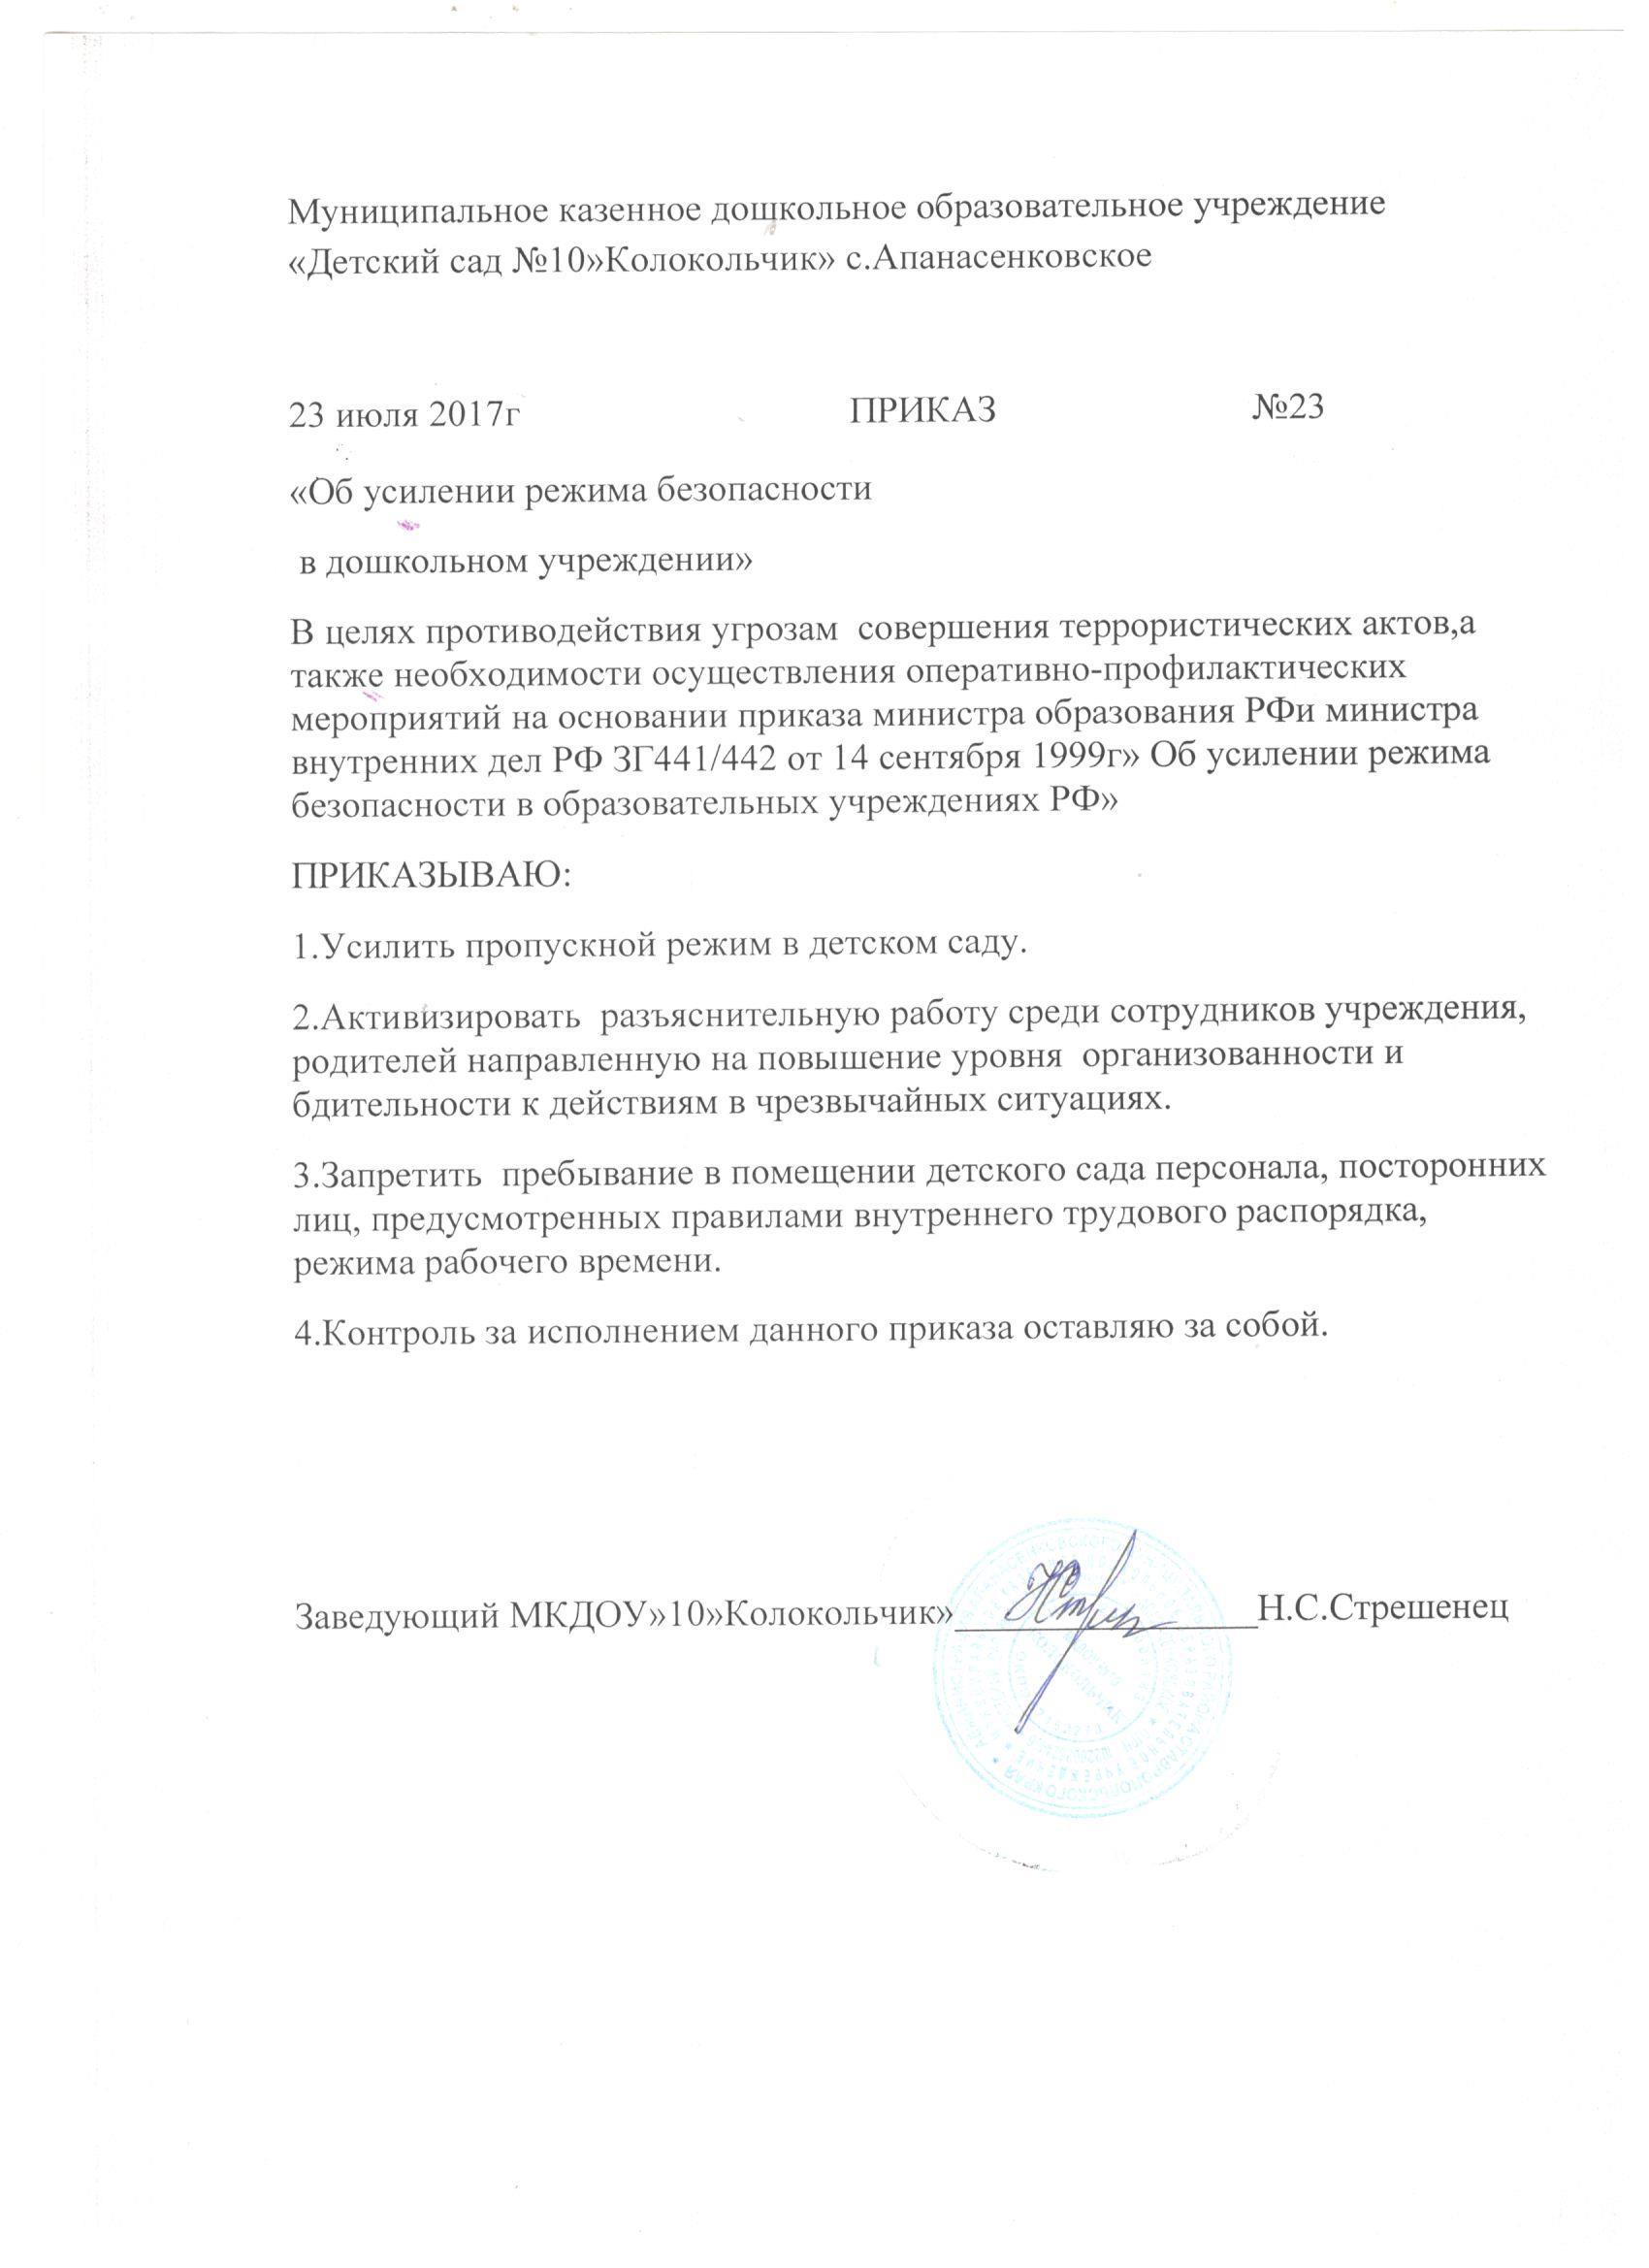 Муниципальное казенное дошкольное образовательное учреждение
«Детский сад №10»Колокольчик» с.Апанасенковское
23 июля 2017г ПРИКАЗ №23
«Об усилении режима безопасности
в дошкольном учреждении»
В целях противодействия угрозам совершения террористических актов,а
также необходимости осуществления оперативно-профилактических
мероприятий на основании приказа министра образования РФи министра
внутренних дел РФ ЗГ441/442 от 14 сентября 1999г» Об усилении режима
безопасности в образовательных учреждениях РФ»
ПРИКАЗЫВАЮ:
1.Усилить пропускной режим в детском саду.
2.Активизировать разъяснительную работу среди сотрудников учреждения,
родителей направленную на повышение уровня организованности и
бдительности к действиям в чрезвычайных ситуациях.
3.Запретить пребывание в помещении детского сада персонала, посторонних
лиц, предусмотренных правилами внутреннего трудового распорядка,
режима рабочего времени.
4.Контроль за исполнением данного приказа оставляю за собой.
Заведующий МКДОУ»10»Колокольчик»________________Н.С.Стрешенец